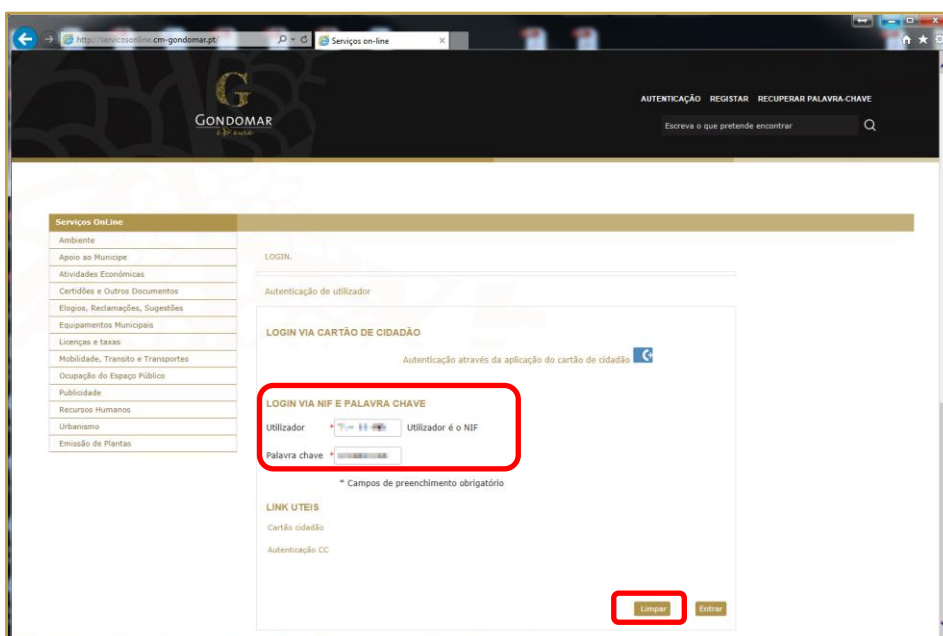 http://servicosonline.cm-gondomar.pt/
Serviços on-line
GONDOMAR
AUTENTICAÇÃO REGISTAR RECUPERAR PALAVRA-CHAVE
Escreva o que pretende encontrar
Serviços OnLine
Ambiente
Apoio ao Municipe
Atividades Económicas
Certidões e Outros Documentos
Elogios, Reclamações, Sugestões
Equipamentos Municipais
Licenças e taxas
Mobilidade, Transito e Transportes
Ocupação do Espaço Público
Publicidade
Recursos Humanos
Urbanismo
Emissão de Plantas
LOGIN.
Autenticação de utilizador
LOGIN VIA CARTÃO DE CIDADÃO
Autenticação através da aplicação do cartão de cidadão
LOGIN VIA NIF E PALAVRA CHAVE
Utilizador * Utilizador é o NIF
Palavra chave *
* Campos de preenchimento obrigatório
LINK UTEIS
Cartão cidadão
Autenticação CC
Limpar Entrar